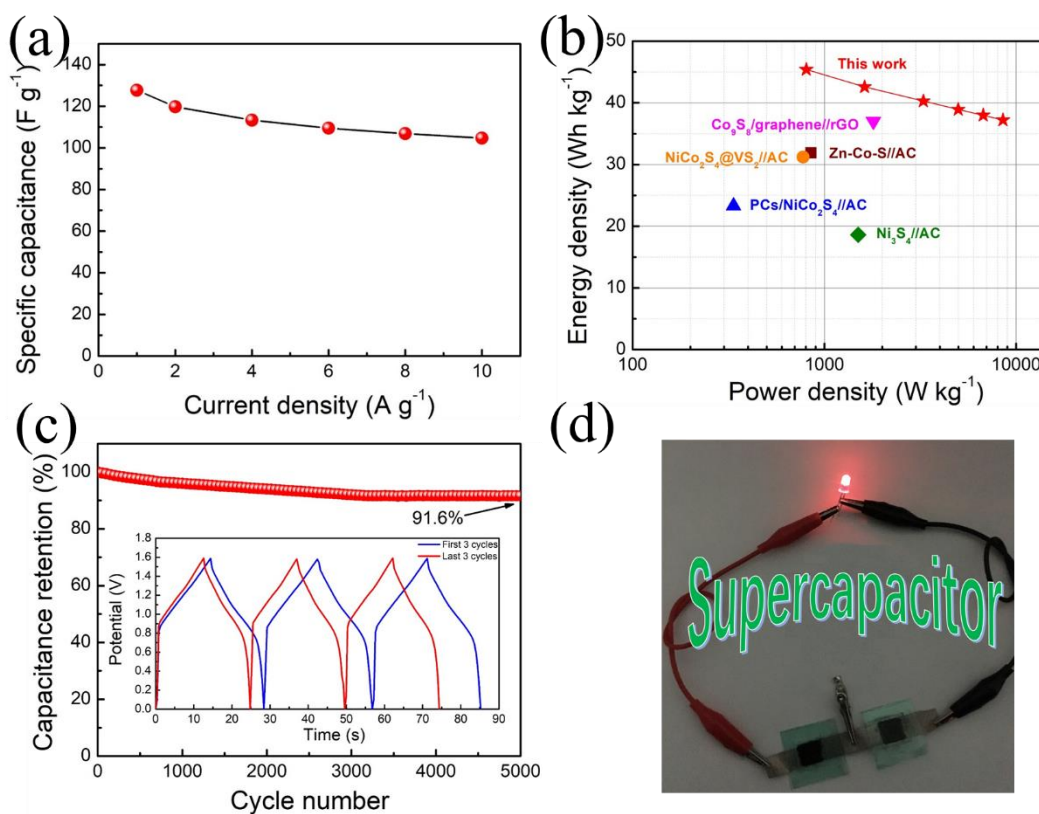 (a)
140
120
100
80
60
40
20
0
0 2 4 6 8 10
Specific capacitance (F g⁻¹)
Current density (A g⁻¹)
(b)
50
40
30
20
10
0
100 1000 10000
Energy density (Wh kg⁻¹)
Power density (W kg⁻¹)
This work
Co₉S₈/graphene//rGO
NiCo₂S₄@VS₂//AC
Zn-Co-S//AC
PCs/NiCo₂S₄//AC
Ni₃S₄//AC
(c)
100
80
60
40
20
0
0 1000 2000 3000 4000 5000
Capacitance retention (%)
Cycle number
91.6%
1.8
1.6
1.4
1.2
1.0
0.8
0.6
0.4
0.2
0.0
0 10 20 30 40 50 60 70 80 90
Potential (V)
Time (s)
First 3 cycles
Last 3 cycles
(d)
Supercapacitor